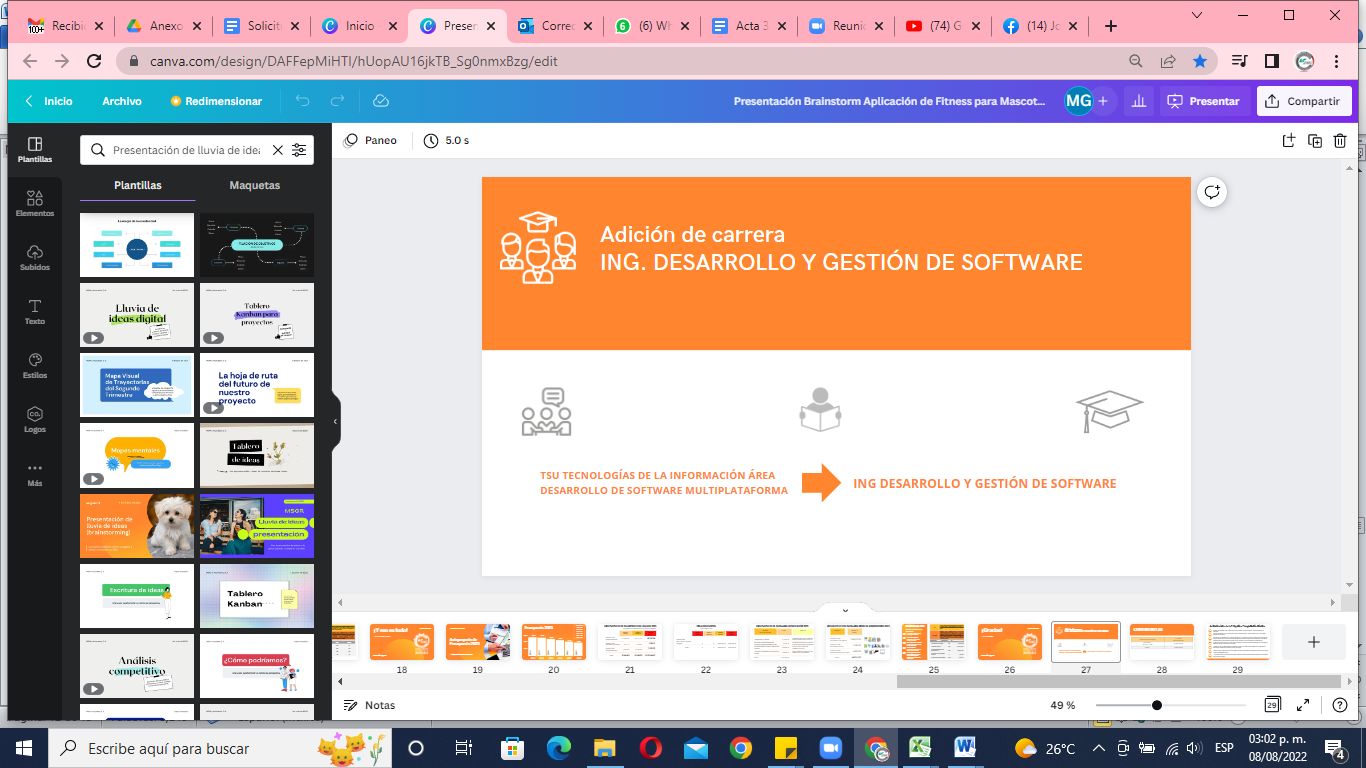 100+
Recibid
Anexo
Solicit
Inicio
Presen
Correo
(6) Wh
Acta 3
Reunio
(74) G
(14) Jo
canva.com/design/DAFFepMiHTI/hUopAU16jkTB_Sg0nmxBzg/edit
Inicio
Archivo
Redimensionar
Presentación Brainstorm Aplicación de Fitness para Mascot...
MG
Presentar
Compartir
Plantillas
Elementos
Subidos
Texto
Estilos
Logos
Más
Presentación de lluvia de idea
Plantillas
Maquetas
Lluvia de
ideas digital
Tablero
Kanban para
proyectos
Mapa Visual
de Trayectorias
del Segundo
Trimestre
La hoja de ruta
del futuro de
nuestro
proyecto
Mapas mentales
Tablero
de ideas
Presentación de
lluvia de ideas
(brainstorming)
Lluvia de ideas
presentación
Escritura de ideas
Tablero
Kanban
Análisis
competitivo
¿Cómo podríamos?
Paneo
5.0 s
Adición de carrera
ING. DESARROLLO Y GESTIÓN DE SOFTWARE
TSU TECNOLOGÍAS DE LA INFORMACIÓN ÁREA
DESARROLLO DE SOFTWARE MULTIPLATAFORMA
ING DESARROLLO Y GESTIÓN DE SOFTWARE
18
19
20
21
22
23
24
25
26
27
28
29
Notas
49 %
29
Escribe aquí para buscar
26°C
ESP
03:02 p. m.
08/08/2022
4